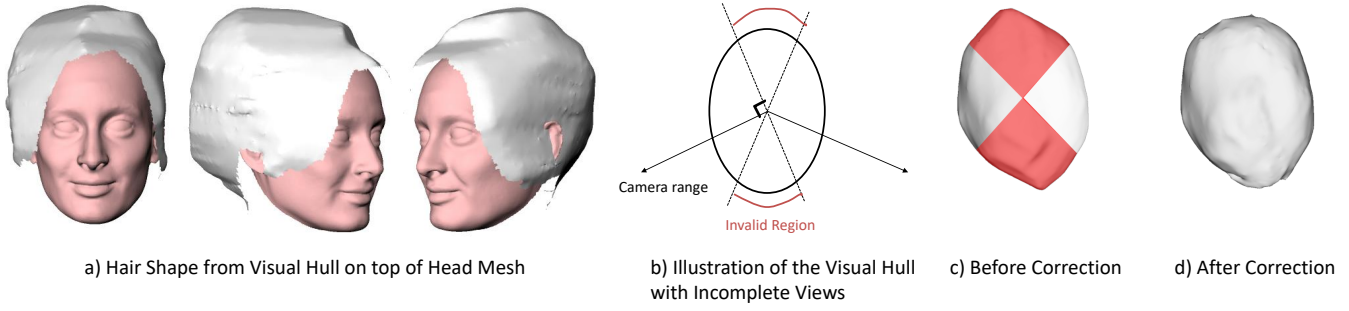 Camera range
Invalid Region
a) Hair Shape from Visual Hull on top of Head Mesh
b) Illustration of the Visual Hull
with Incomplete Views
c) Before Correction
d) After Correction